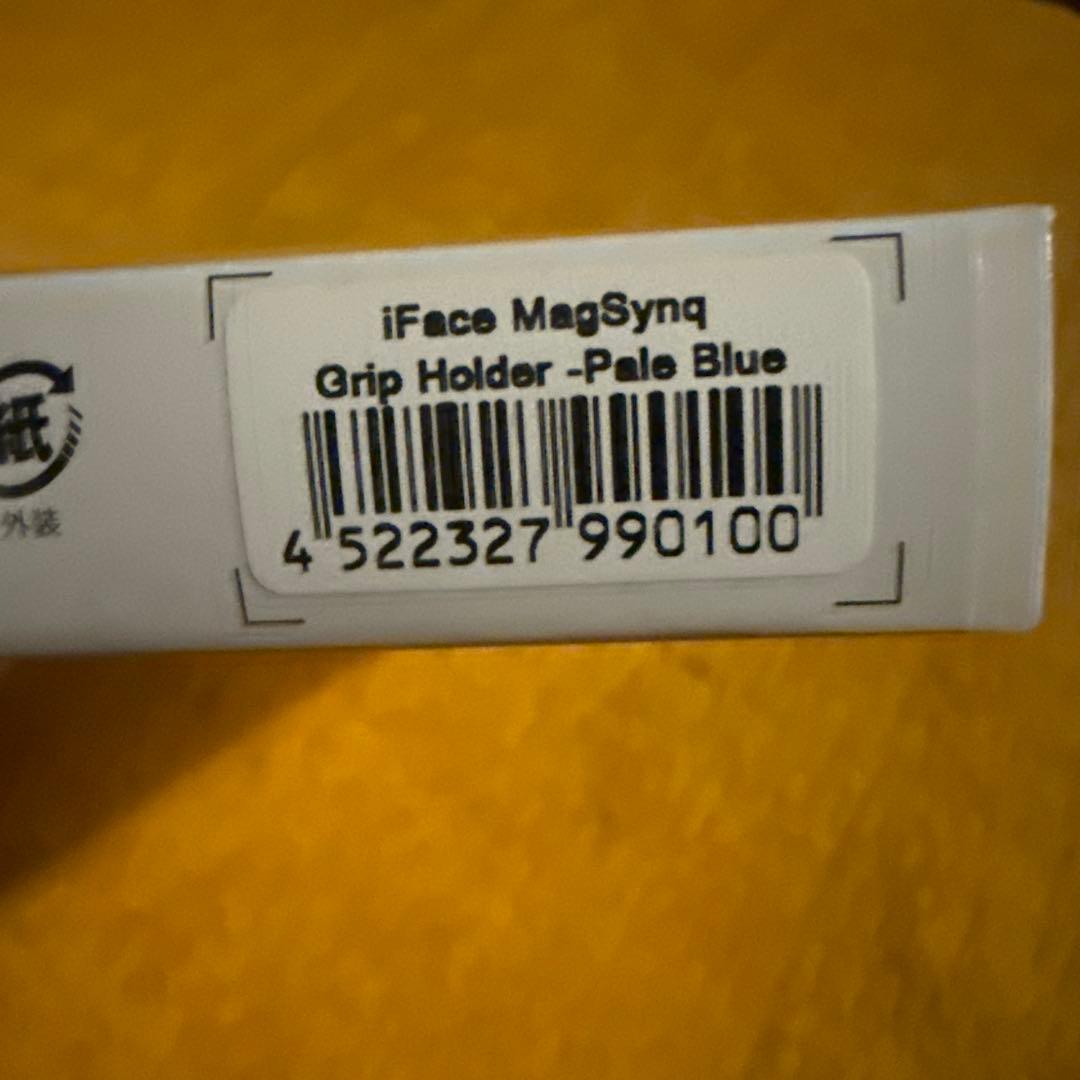 iFace MagSynq
Grip Holder -Pale Blue
4 522327 990100
紙
外装